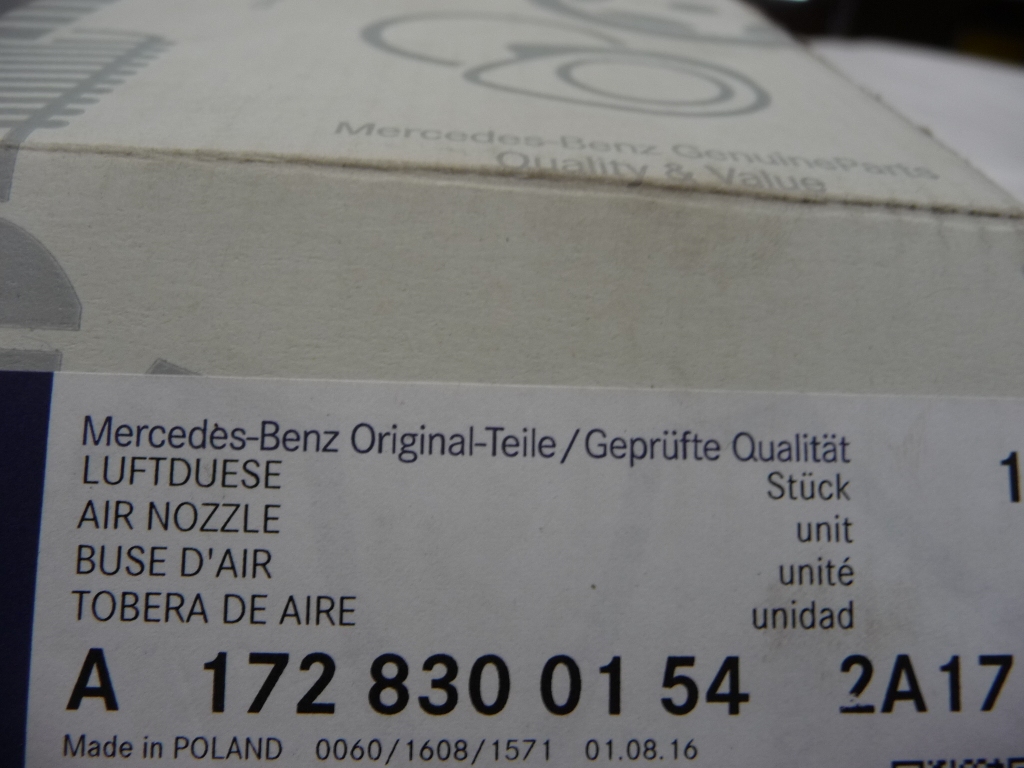 Mercedes-Benz GenuineParts
Quality & Value
Mercedes-Benz Original-Teile/Geprüfte Qualität
LUFTDUESE Stück 1
AIR NOZZLE unit
BUSE D'AIR unité
TOBERA DE AIRE unidad
A 172 830 01 54 2A17
Made in POLAND 0060/1608/1571 01.08.16